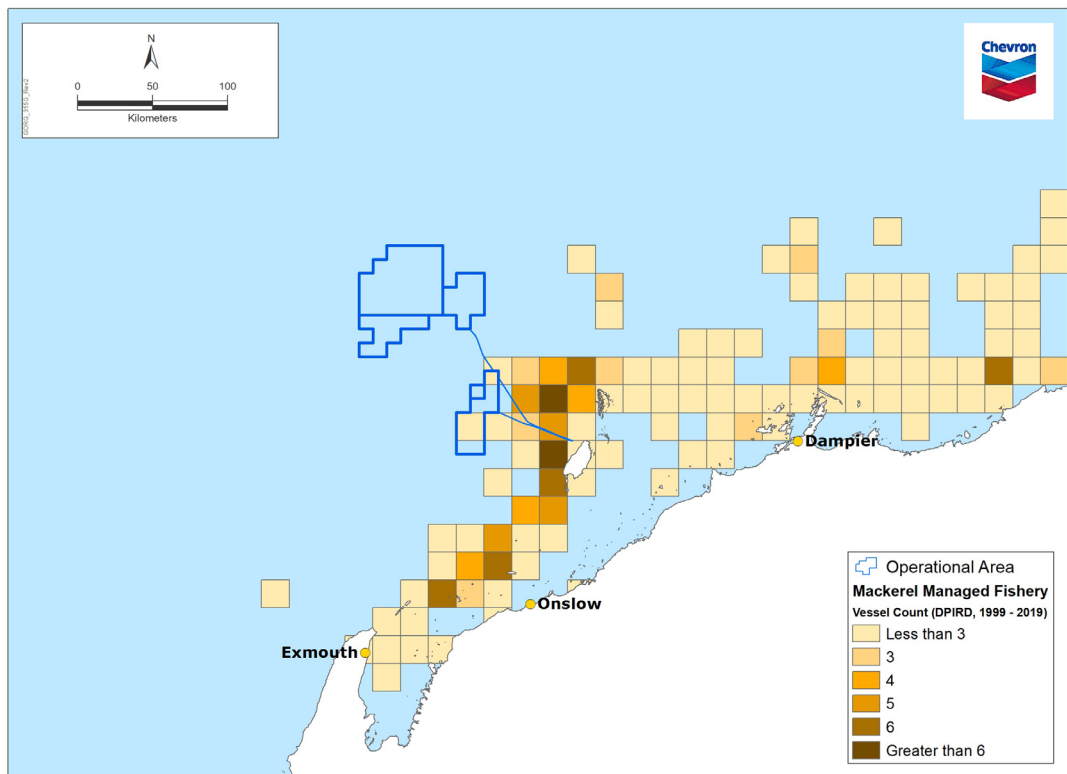 N
0 50 100
Kilometers
GORG_355G_Rev2
Chevron
Dampier
Onslow
Exmouth
Operational Area
Mackerel Managed Fishery
Vessel Count (DPIRD, 1999 - 2019)
Less than 3
3
4
5
6
Greater than 6